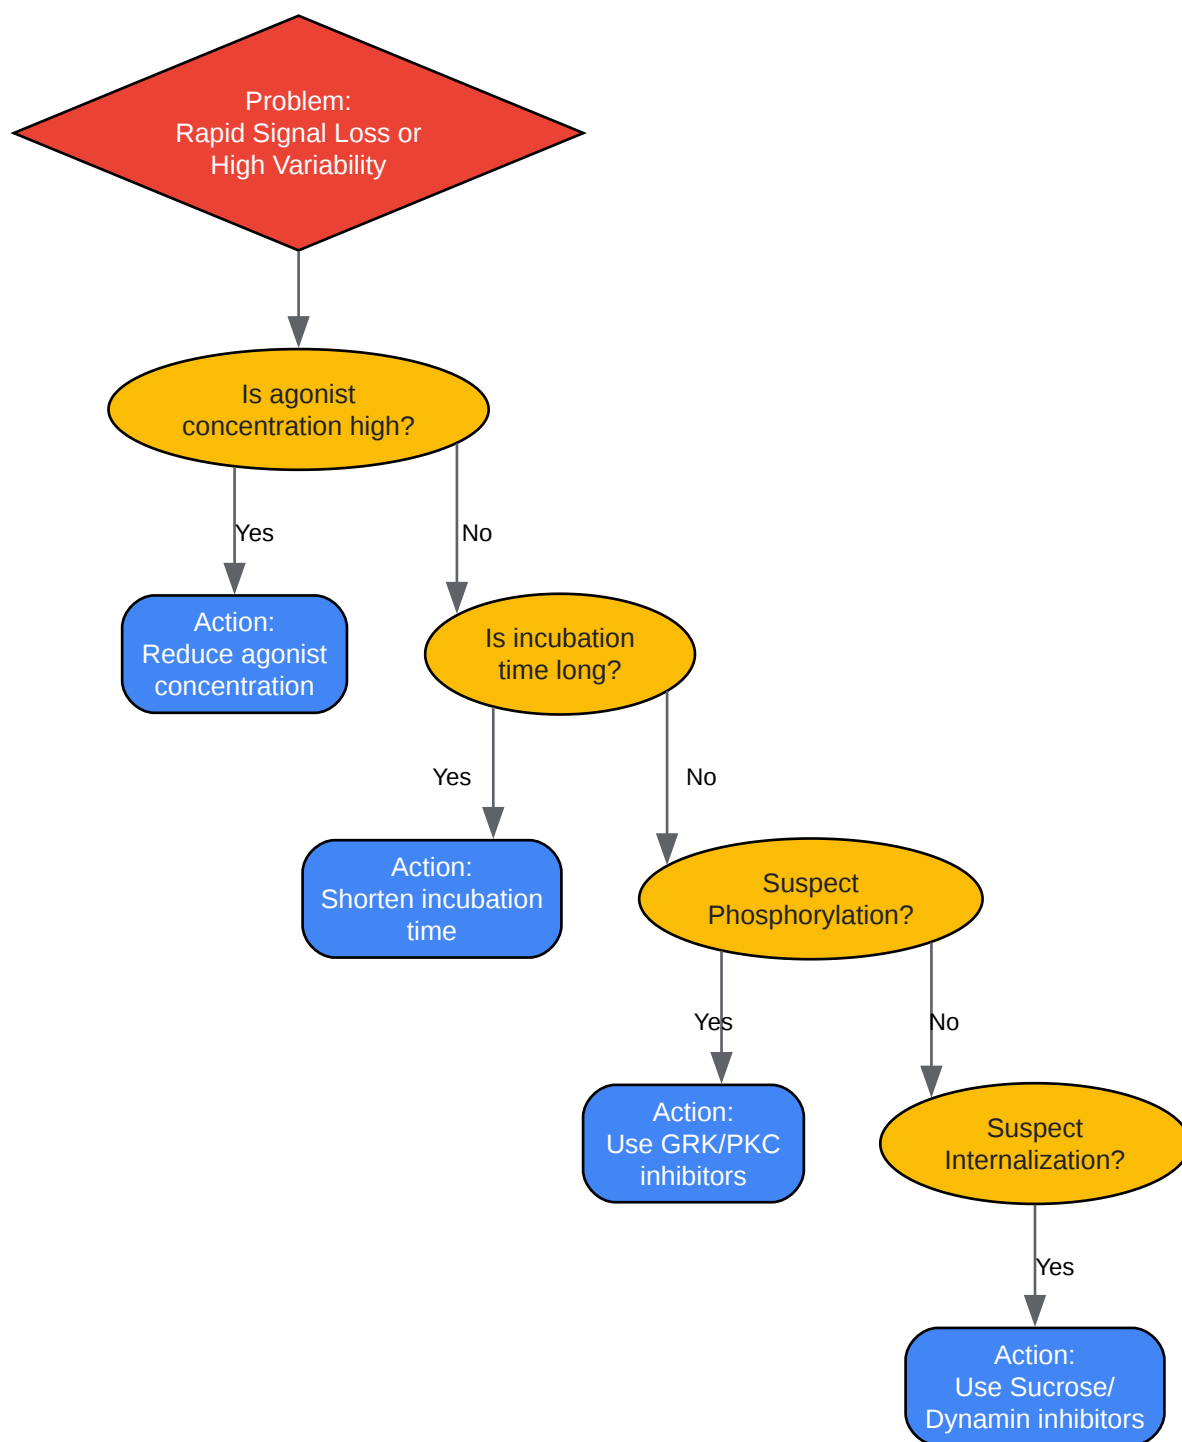 Problem:
Rapid Signal Loss or
High Variability
Is agonist
concentration high?
Yes
No
Action:
Reduce agonist
concentration
Is incubation
time long?
Yes
No
Action:
Shorten incubation
time
Suspect
Phosphorylation?
Yes
No
Action:
Use GRK/PKC
inhibitors
Suspect
Internalization?
Yes
Action:
Use Sucrose/
Dynamin inhibitors